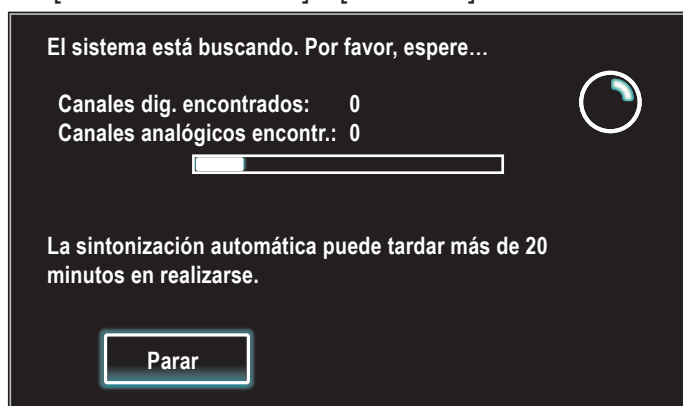 El sistema está buscando. Por favor, espere…
Canales dig. encontrados: 0
Canales analógicos encontr.: 0
La sintonización automática puede tardar más de 20
minutos en realizarse.
Parar